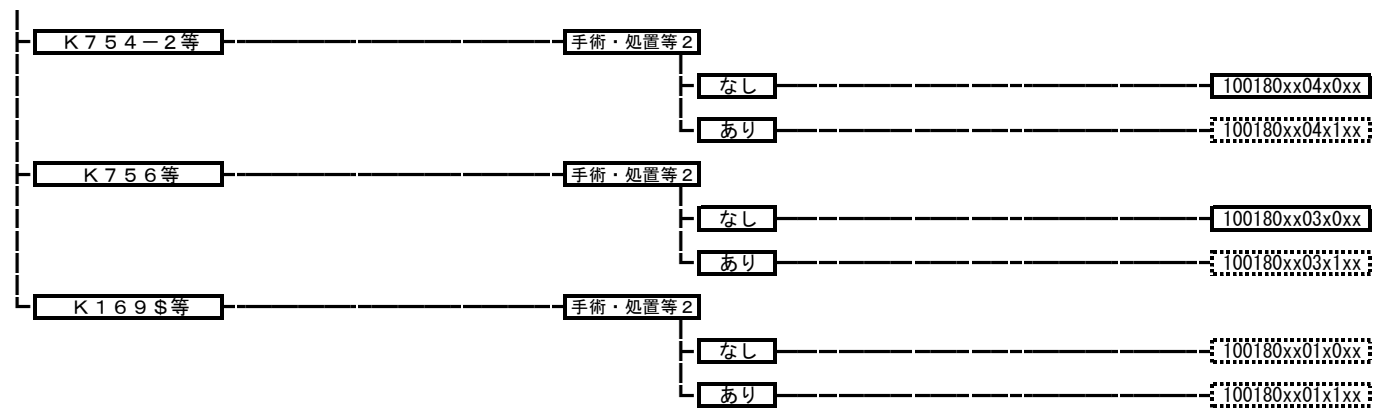 K754－2等 手術・処置等2
なし 100180xx04x0xx
あり 100180xx04x1xx
K756等 手術・処置等2
なし 100180xx03x0xx
あり 100180xx03x1xx
K169$等 手術・処置等2
なし 100180xx01x0xx
あり 100180xx01x1xx